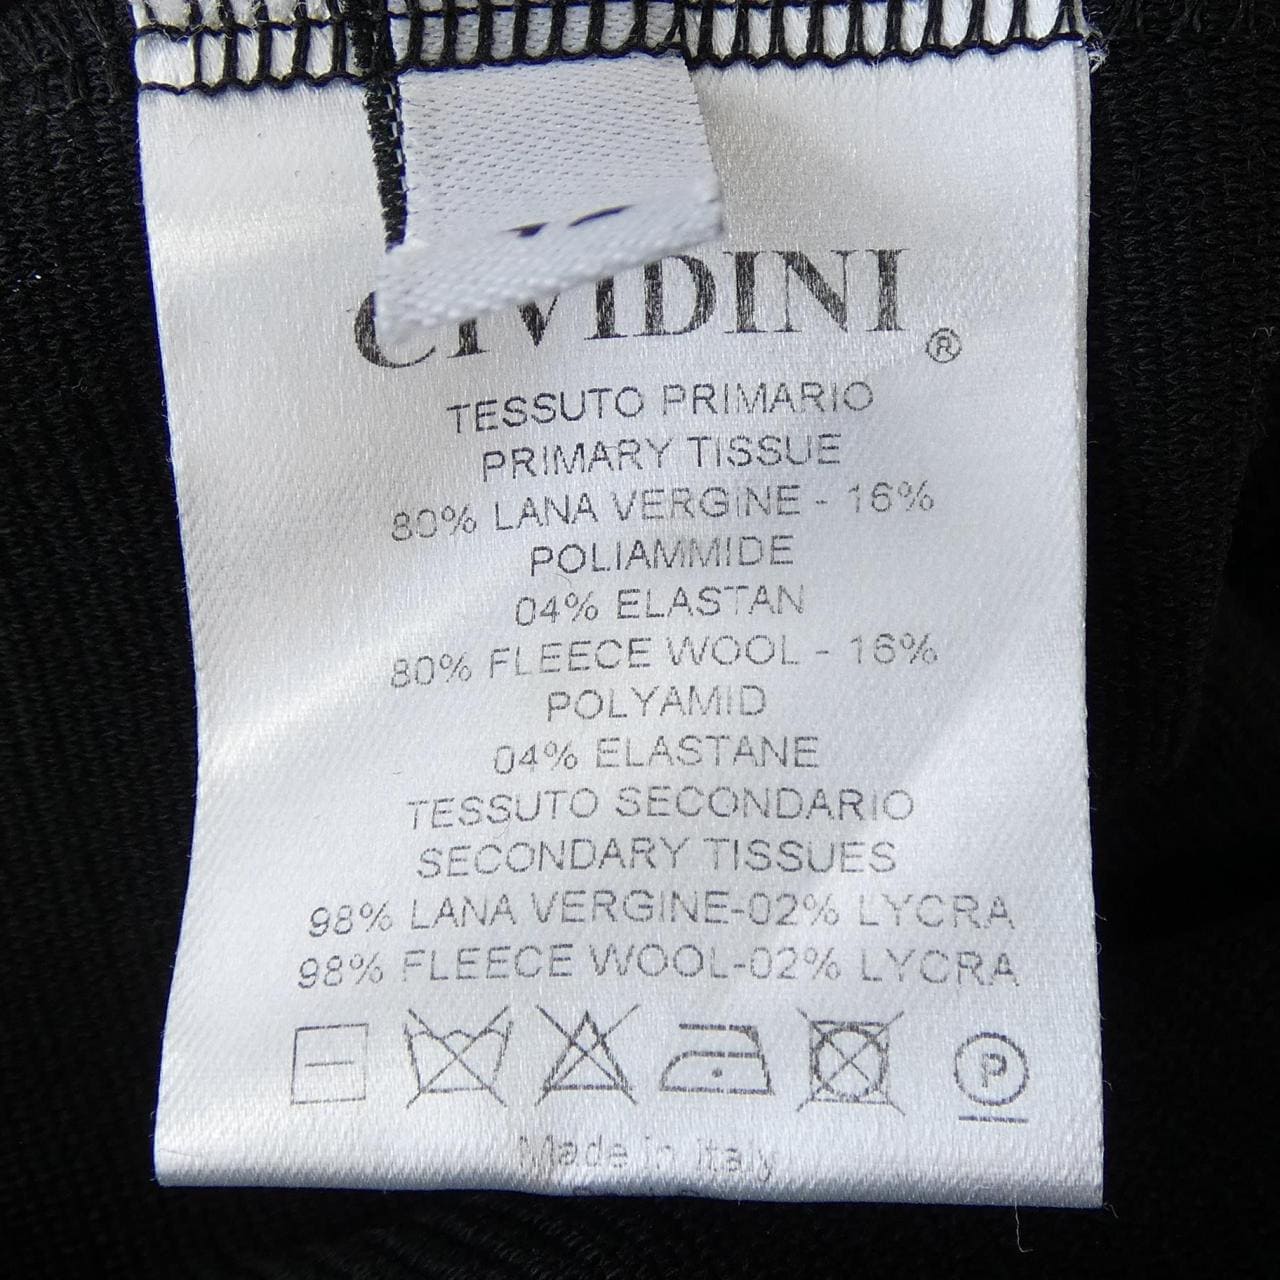 CIVIDINI ®
TESSUTO PRIMARIO
PRIMARY TISSUE
80% LANA VERGINE - 16%
POLIAMMIDE
04% ELASTAN
80% FLEECE WOOL - 16%
POLYAMID
04% ELASTANE
TESSUTO SECONDARIO
SECONDARY TISSUES
98% LANA VERGINE-02% LYCRA
98% FLEECE WOOL-02% LYCRA
P
Made in Italy